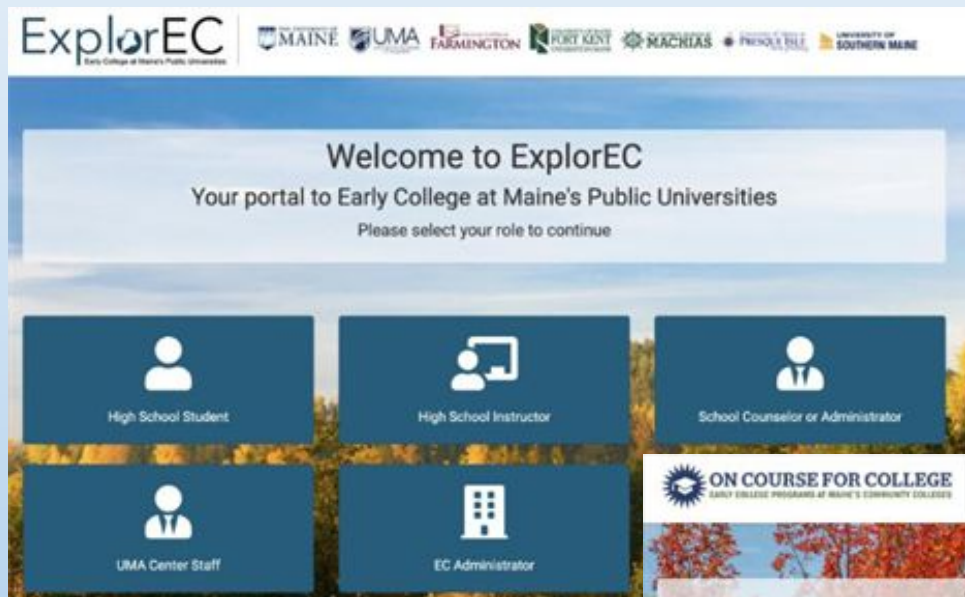 ExplorEC
Early College at Maine's Public Universities
MAINE
UMA
FARMINGTON
FORT KENT
MACHIAS
PRESQUE ISLE
UNIVERSITY OF
SOUTHERN MAINE
Welcome to ExplorEC
Your portal to Early College at Maine's Public Universities
Please select your role to continue
High School Student
High School Instructor
School Counselor or Administrator
UMA Center Staff
EC Administrator
ON COURSE FOR COLLEGE
EARLY COLLEGE PROGRAMS AT MAINE'S COMMUNITY COLLEGES